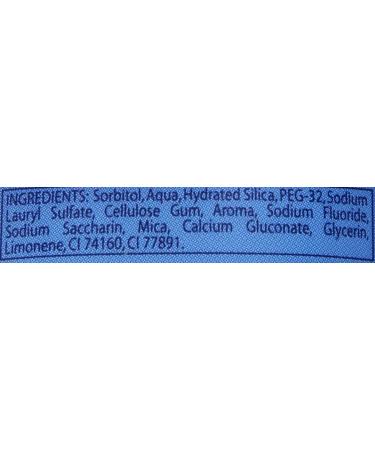 INGREDIENTS: Sorbitol, Aqua, Hydrated Silica, PEG-32, Sodium
Lauryl Sulfate, Cellulose Gum, Aroma, Sodium Fluoride,
Sodium Saccharin, Mica, Calcium Gluconate, Glycerin,
Limonene, CI 74160, CI 77891.